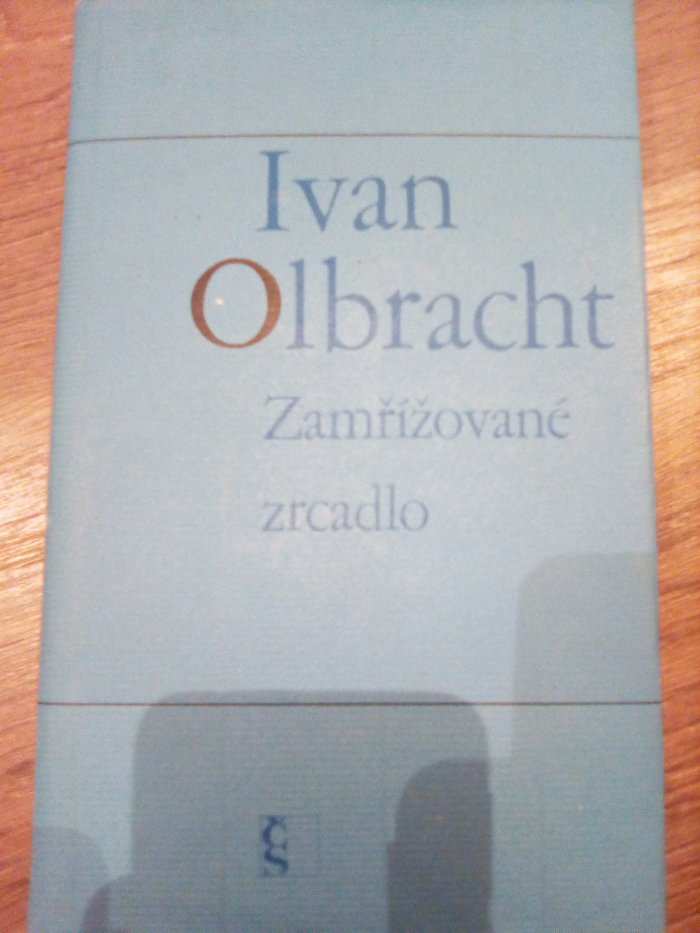 Ivan
Olbracht
Zamřížované
zrcadlo
ČS